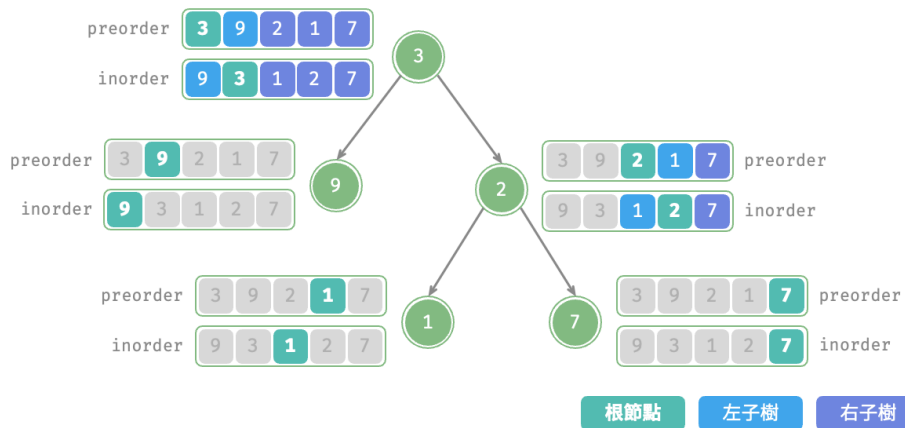 preorder 3 9 2 1 7
3
inorder 9 3 1 2 7
preorder 3 9 2 1 7
9
inorder 9 3 1 2 7
2
3 9 2 1 7 preorder
9 3 1 2 7 inorder
preorder 3 9 2 1 7
1
inorder 9 3 1 2 7
7
3 9 2 1 7 preorder
9 3 1 2 7 inorder
根節點 左子樹 右子樹